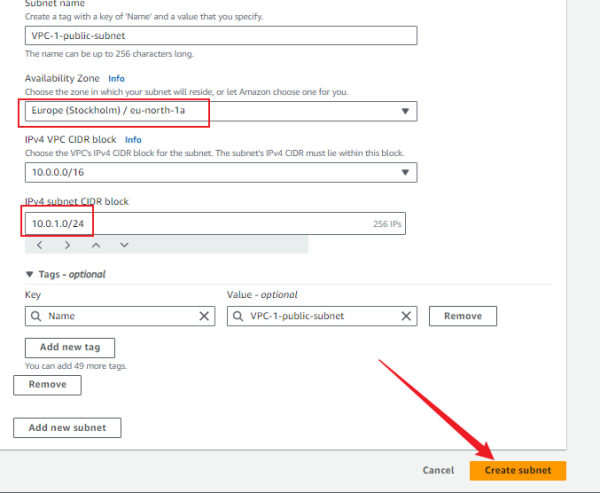 Subnet name
Create a tag with a key of 'Name' and a value that you specify.
VPC-1-public-subnet
The name can be up to 256 characters long.
Availability Zone Info
Choose the zone in which your subnet will reside, or let Amazon choose one for you.
Europe (Stockholm) / eu-north-1a
IPv4 VPC CIDR block Info
Choose the VPC's IPv4 CIDR block for the subnet. The subnet's IPv4 CIDR must lie within this block.
10.0.0.0/16
IPv4 subnet CIDR block
10.0.1.0/24 256 IPs
Tags - optional
Key Value - optional
Name VPC-1-public-subnet Remove
Add new tag
You can add 49 more tags.
Remove
Add new subnet
Cancel Create subnet